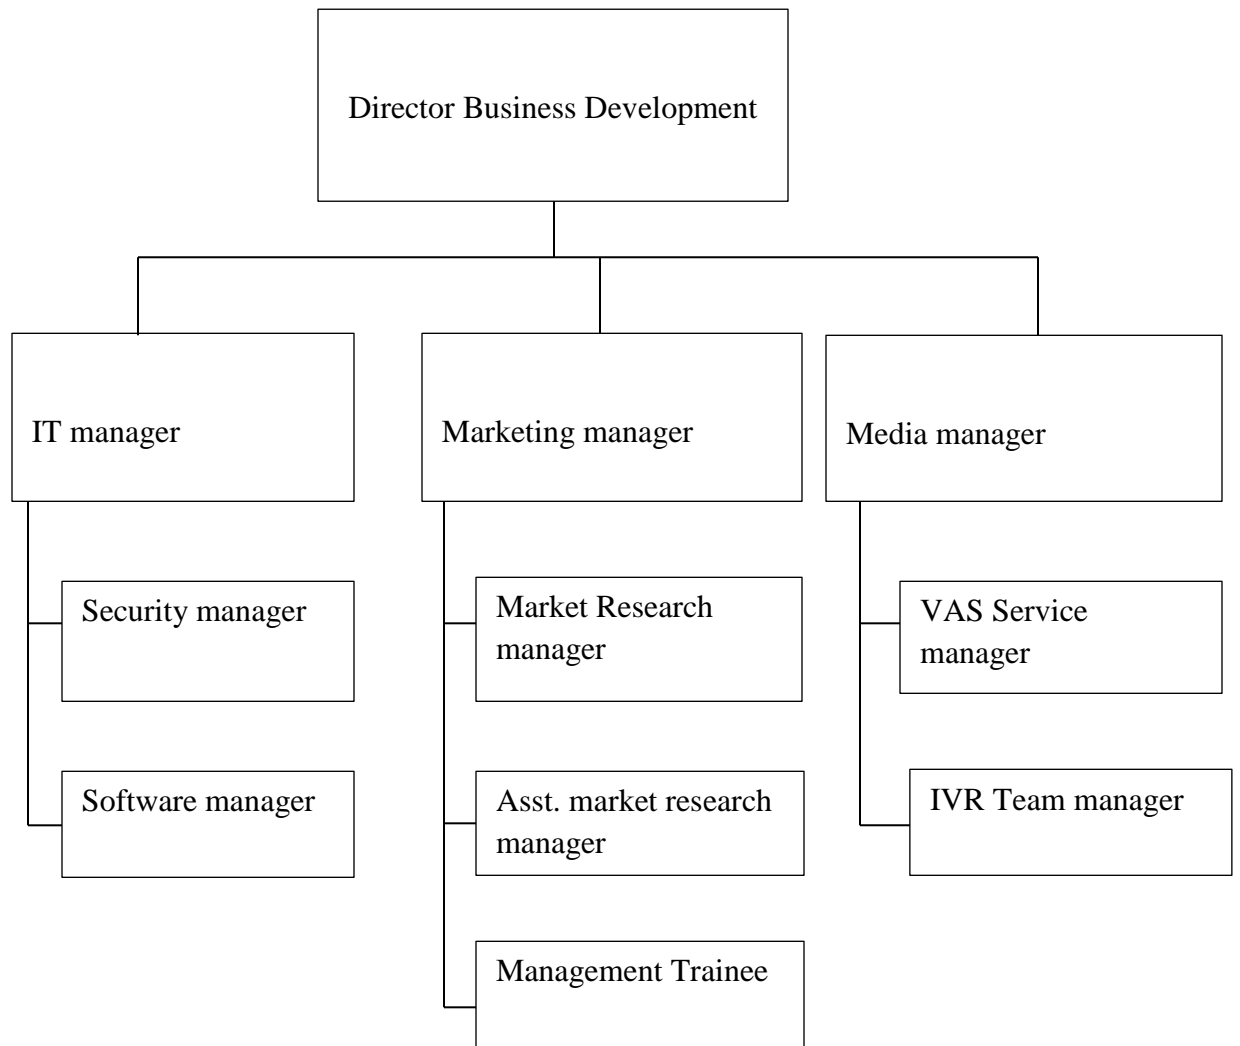 Director Business Development
IT manager
Marketing manager
Media manager
Security manager
Software manager
Market Research
manager
Asst. market research
manager
Management Trainee
VAS Service
manager
IVR Team manager